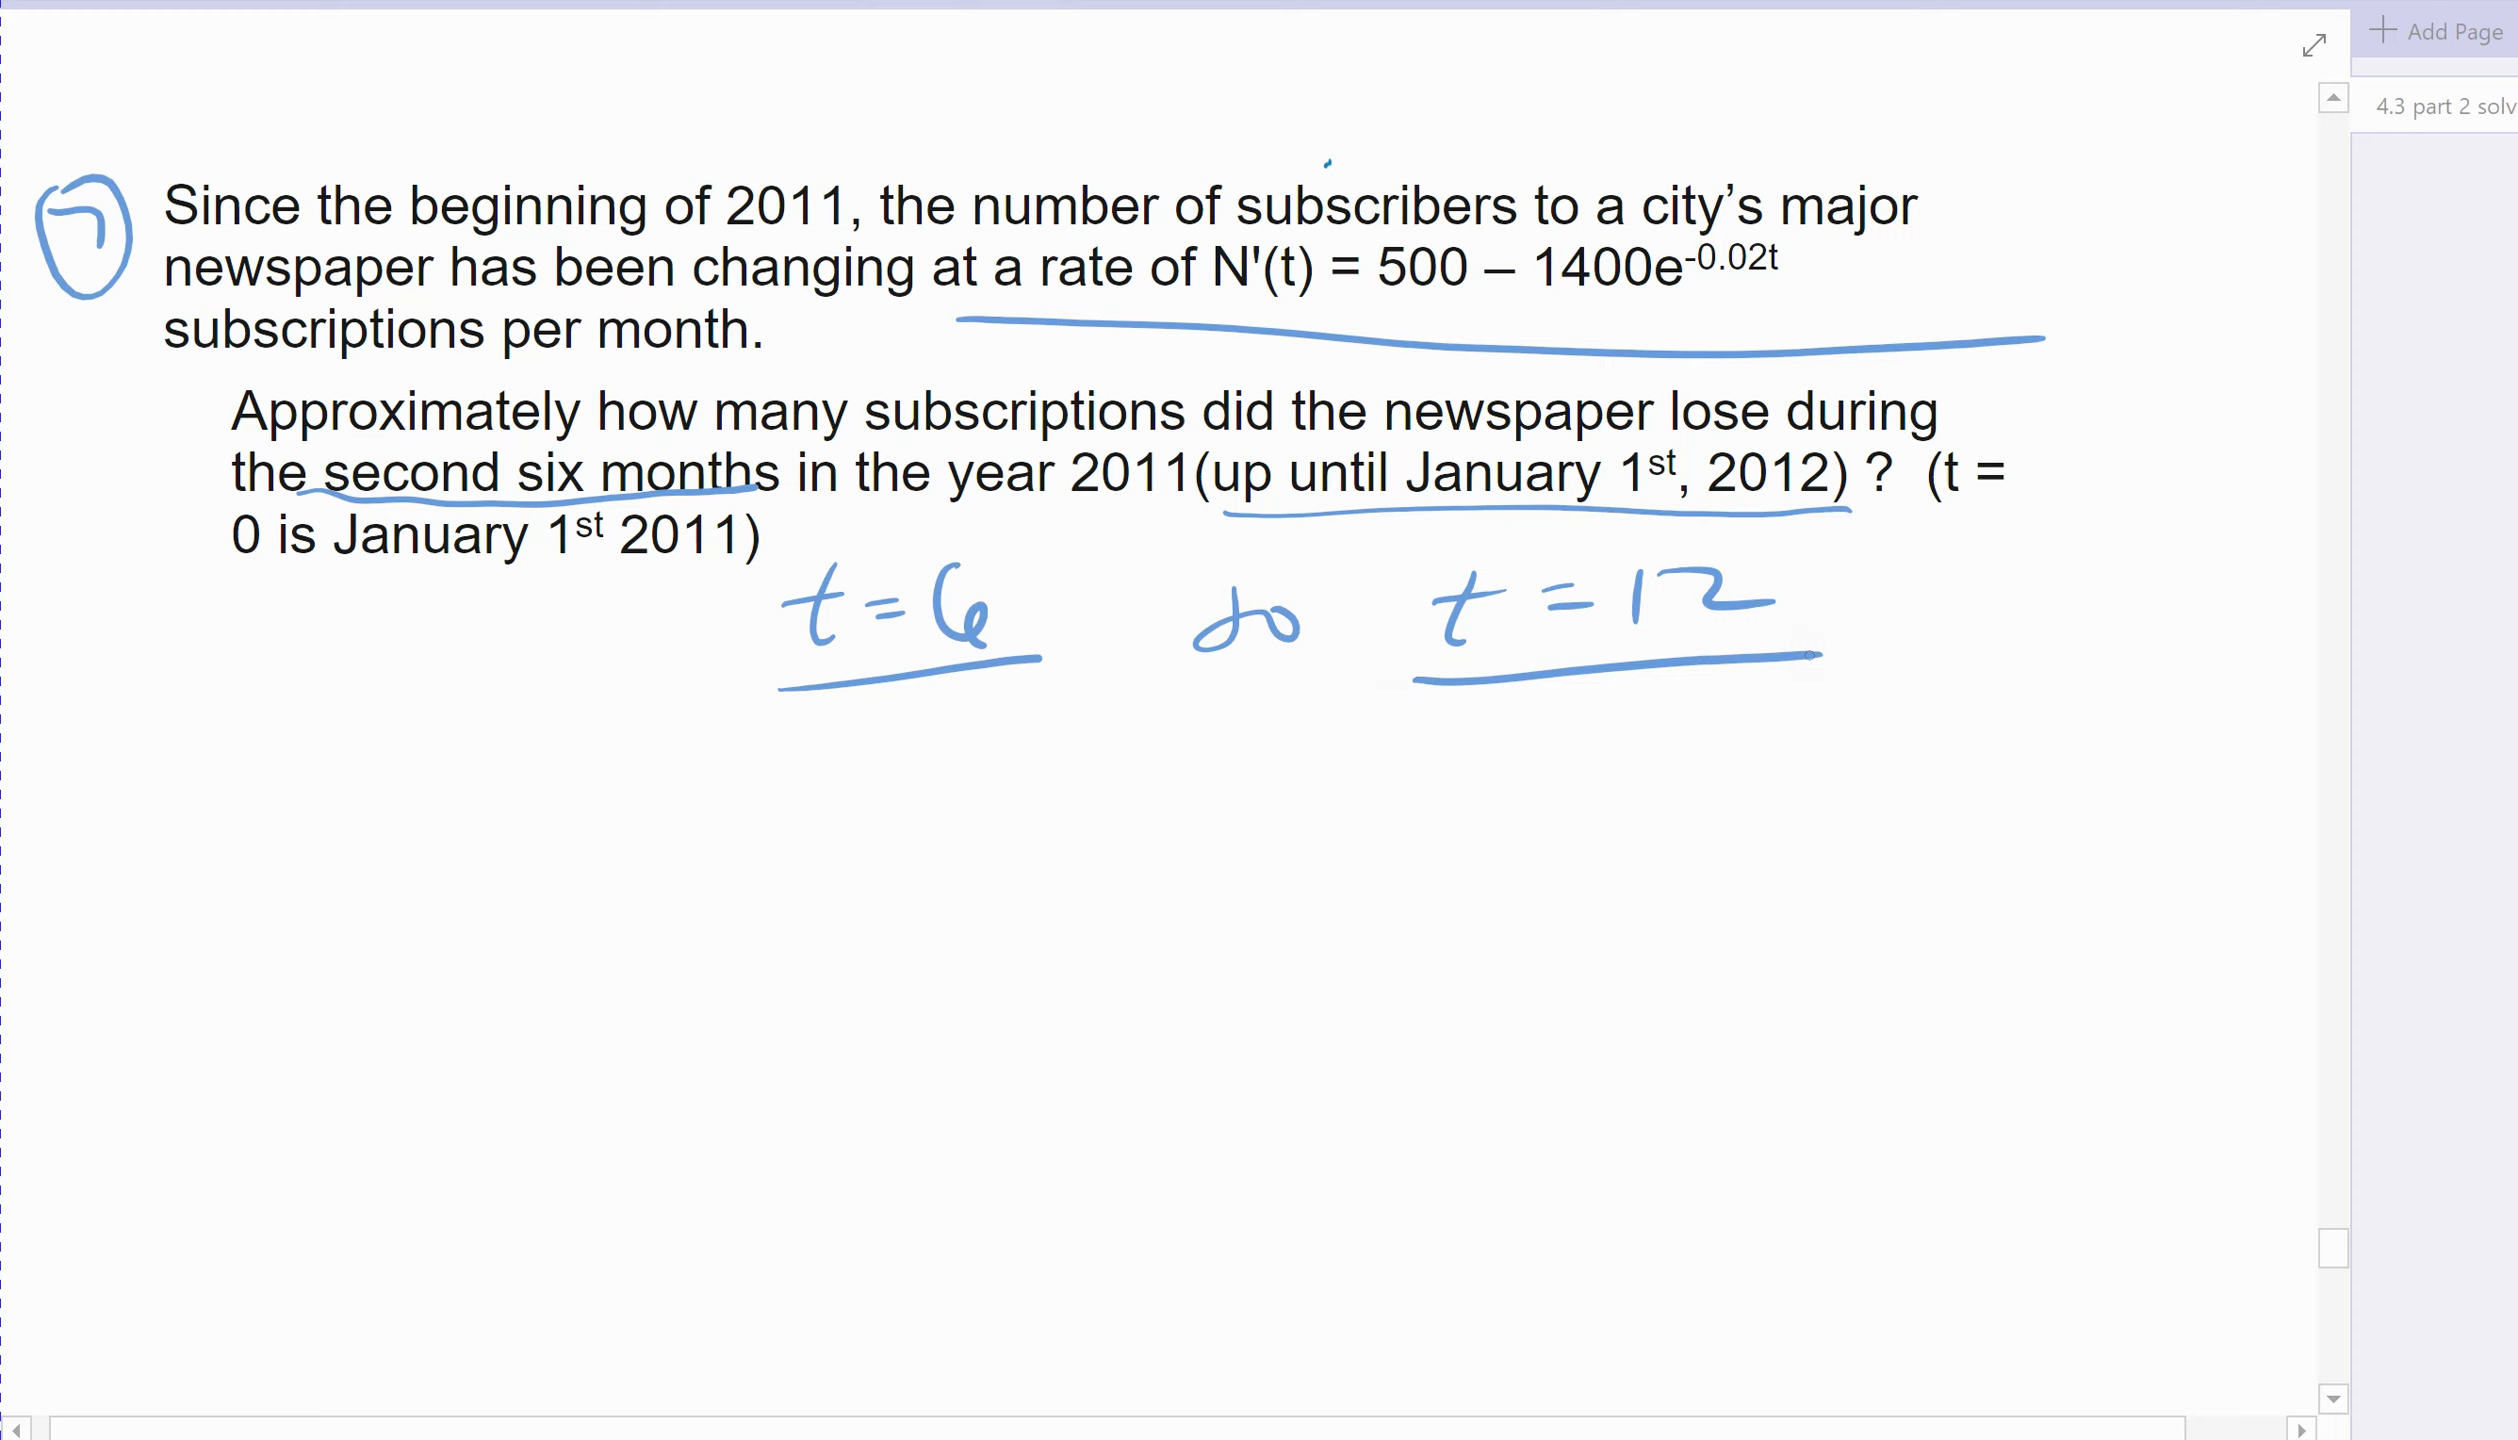 Add Page
4.3 part 2 solv
7
Since the beginning of 2011, the number of subscribers to a city’s major
newspaper has been changing at a rate of N'(t) = 500 – 1400e^-0.02t
subscriptions per month.
Approximately how many subscriptions did the newspaper lose during
the second six months in the year 2011(up until January 1st, 2012) ? (t =
0 is January 1st 2011)
t = 6 to t = 12